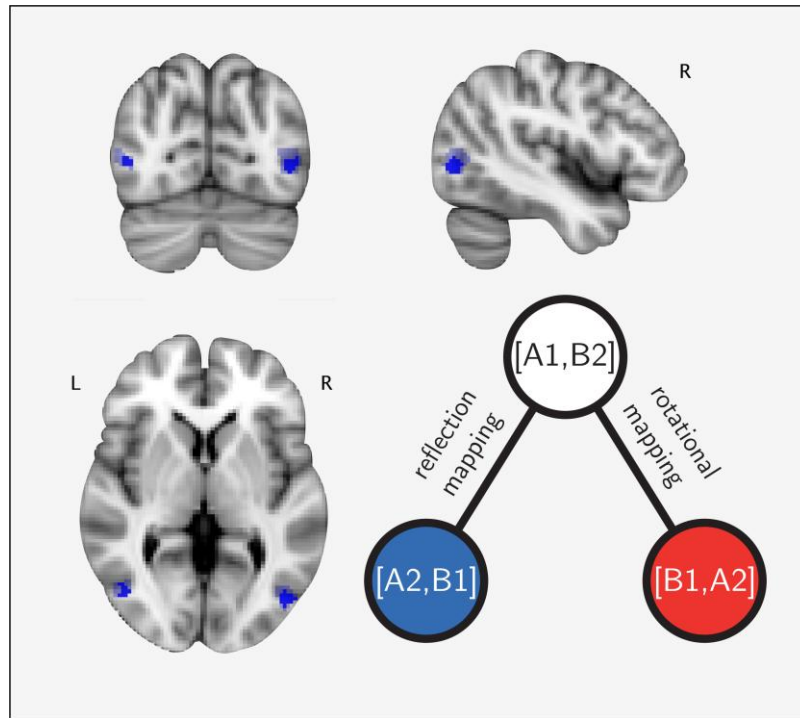 R
L
R
[A1,B2]
reflection
mapping
rotational
mapping
[A2,B1]
[B1,A2]